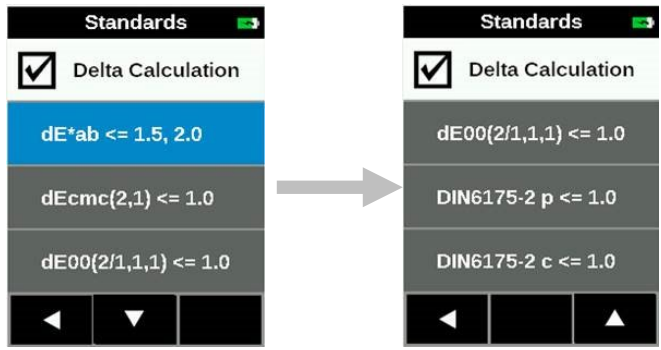 Standards
Delta Calculation
dE*ab <= 1.5, 2.0
dEcmc(2,1) <= 1.0
dE00(2/1,1,1) <= 1.0
Standards
Delta Calculation
dE00(2/1,1,1) <= 1.0
DIN6175-2 p <= 1.0
DIN6175-2 c <= 1.0